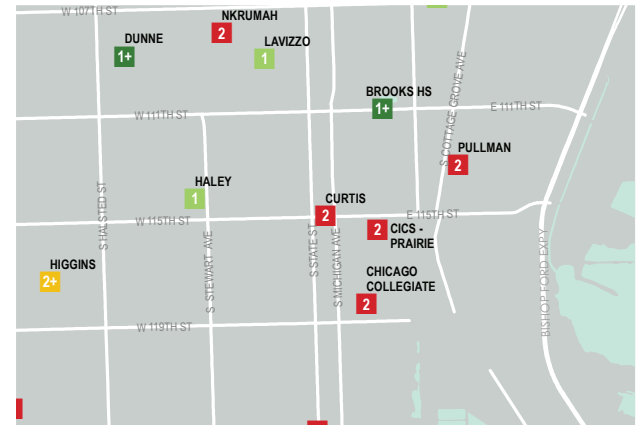 W 107TH ST
NKRUMAH
2
DUNNE
1+
LAVIZZO
1
BROOKS HS
1+
E 111TH ST
W 111TH ST
S COTTAGE GROVE AVE
PULLMAN
2
HALEY
1
CURTIS
2
E 115TH ST
W 115TH ST
CICS -
PRAIRIE
2
S HALSTED ST
S STEWART AVE
S STATE ST
S MICHIGAN AVE
BISHOP FORD EXPY
HIGGINS
2+
CHICAGO
COLLEGIATE
2
W 119TH ST